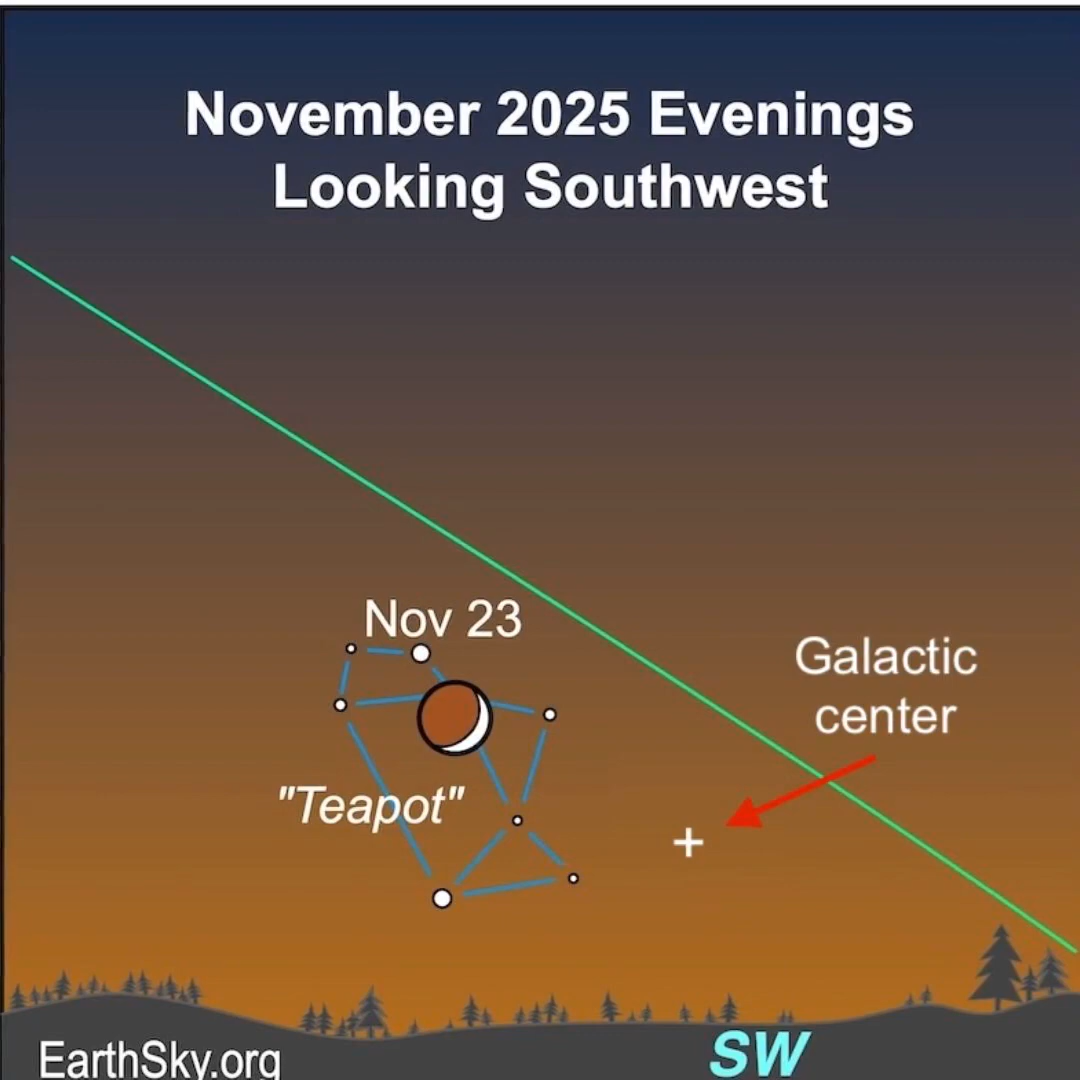 November 2025 Evenings
Looking Southwest
Nov 23
Galactic
center
"Teapot"
SW
EarthSky.org